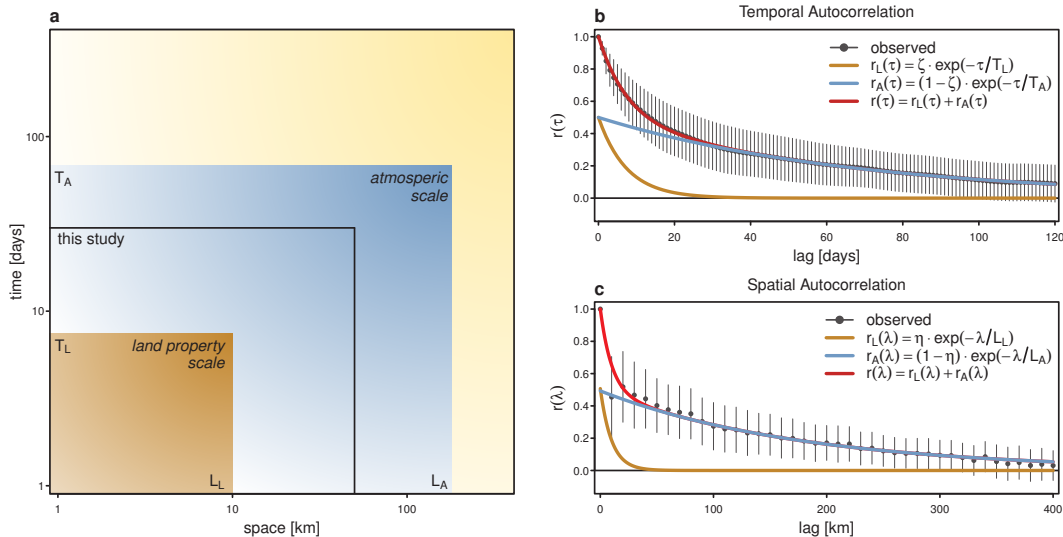 a
100
10
1
time [days]
T_A
atmosperic
scale
this study
T_L
land property
scale
L_L
L_A
1
10
100
space [km]
b
Temporal Autocorrelation
1.0
0.8
0.6
0.4
0.2
0.0
r(τ)
observed
r_L(τ) = ζ · exp(−τ/T_L)
r_A(τ) = (1−ζ) · exp(−τ/T_A)
r(τ) = r_L(τ) + r_A(τ)
0 20 40 60 80 100 120
lag [days]
c
Spatial Autocorrelation
1.0
0.8
0.6
0.4
0.2
0.0
r(λ)
observed
r_L(λ) = η · exp(−λ/L_L)
r_A(λ) = (1−η) · exp(−λ/L_A)
r(λ) = r_L(λ) + r_A(λ)
0 100 200 300 400
lag [km]